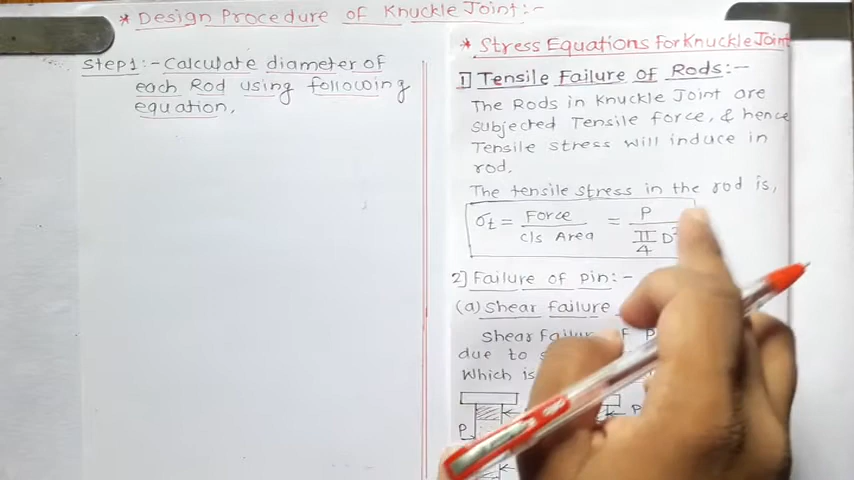 * Design Procedure of Knuckle Joint:-
Step1:- Calculate diameter of
each Rod using following
equation,
* Stress Equations for Knuckle Joint
1] Tensile Failure of Rods:-
The Rods in Knuckle Joint are
subjected Tensile force, & hence
Tensile stress will induce in
rod.
The tensile stress in the rod is,
σt = Force / c/s Area = P / π/4 D²
2] Failure of pin:-
(a) Shear failure
Shear failure of P
due to s
Which is
P
P